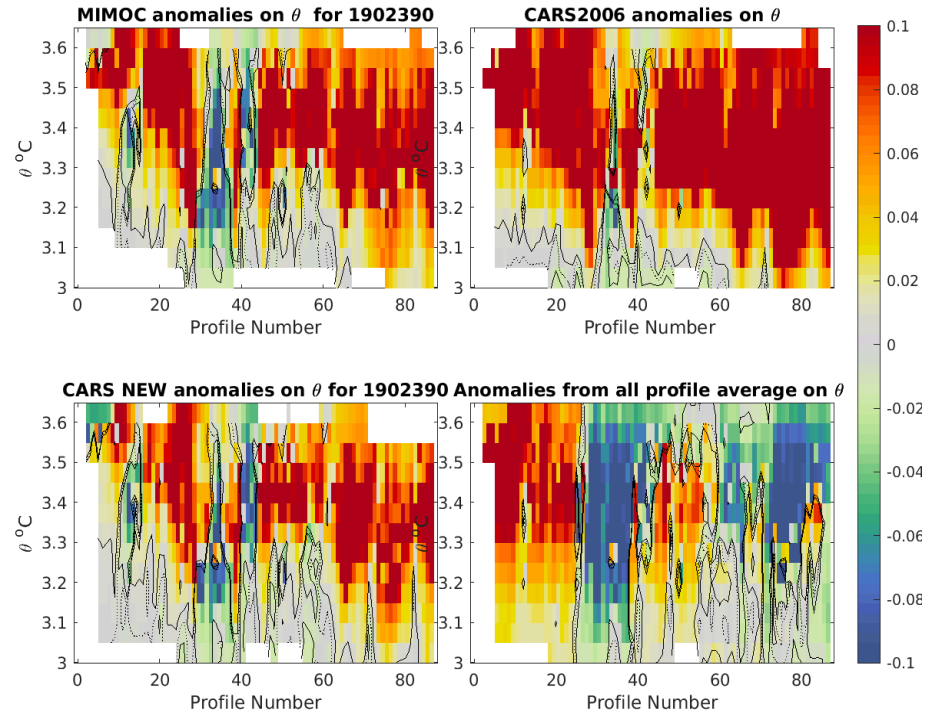 MIMOC anomalies on θ for 1902390
CARS2006 anomalies on θ
3.6
3.5
3.4
3.3
3.2
3.1
3
θ °C
0 20 40 60 80
Profile Number
3.6
3.5
3.4
3.3
3.2
3.1
3
θ °C
0 20 40 60 80
Profile Number
CARS NEW anomalies on θ for 1902390
Anomalies from all profile average on θ
3.6
3.5
3.4
3.3
3.2
3.1
3
θ °C
0 20 40 60 80
Profile Number
3.6
3.5
3.4
3.3
3.2
3.1
3
θ °C
0 20 40 60 80
Profile Number
0.1
0.08
0.06
0.04
0.02
0
-0.02
-0.04
-0.06
-0.08
-0.1